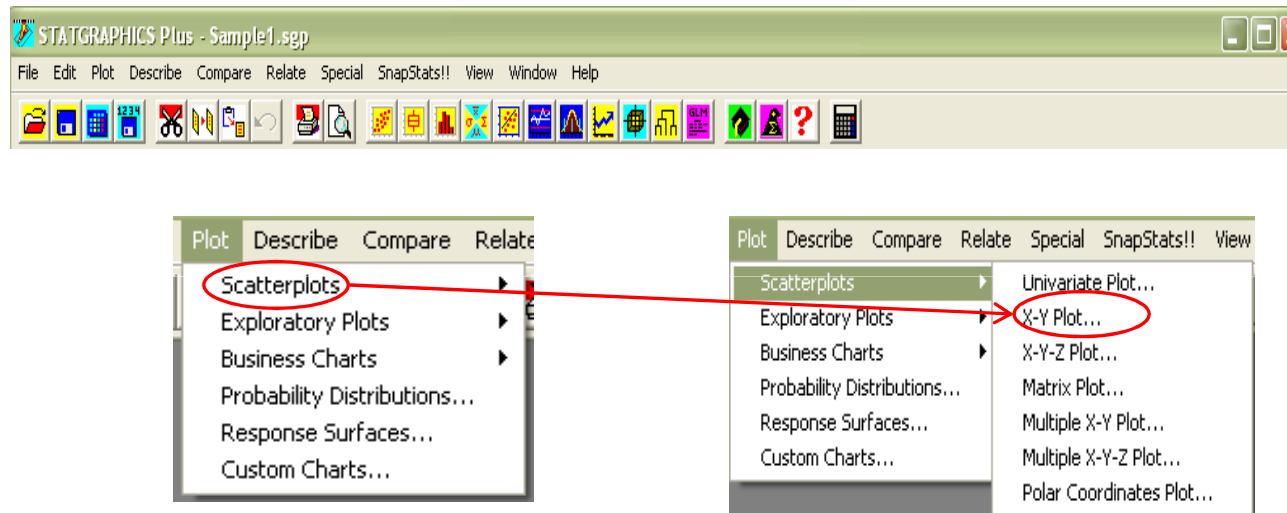 STATGRAPHICS Plus - Sample1.sgp
File Edit Plot Describe Compare Relate Special SnapStats!! View Window Help
1234
GLM
Plot Describe Compare Relate
Scatterplots
Exploratory Plots
Business Charts
Probability Distributions...
Response Surfaces...
Custom Charts...
Plot Describe Compare Relate Special SnapStats!! View
Scatterplots
Exploratory Plots
Business Charts
Probability Distributions...
Response Surfaces...
Custom Charts...
Univariate Plot...
X-Y Plot...
X-Y-Z Plot...
Matrix Plot...
Multiple X-Y Plot...
Multiple X-Y-Z Plot...
Polar Coordinates Plot...